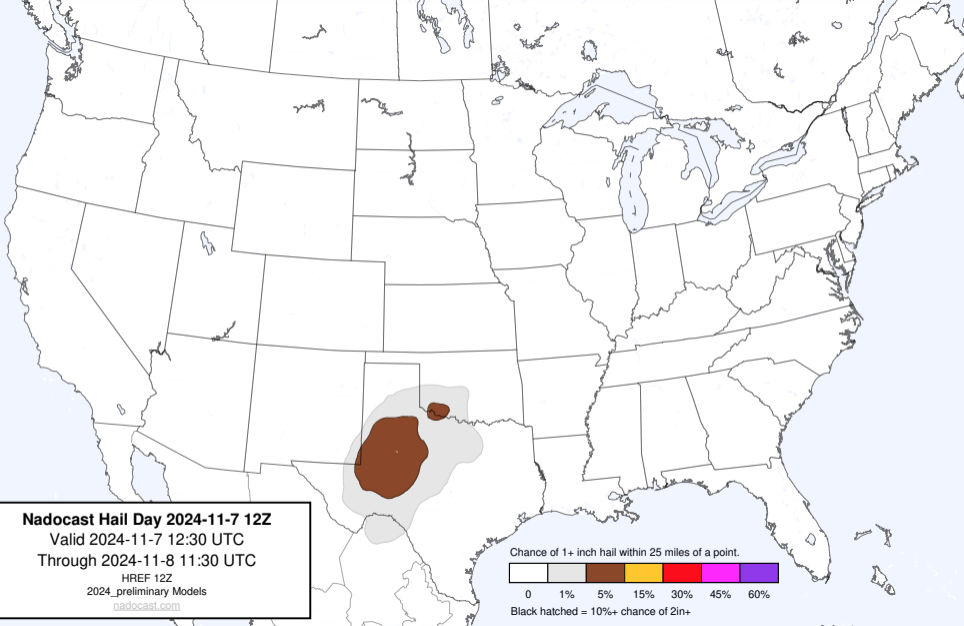 Nadocast Hail Day 2024-11-7 12Z
Valid 2024-11-7 12:30 UTC
Through 2024-11-8 11:30 UTC
HREF 12Z
2024_preliminary Models
nadocast.com
Chance of 1+ inch hail within 25 miles of a point.
0 1% 5% 15% 30% 45% 60%
Black hatched = 10%+ chance of 2in+